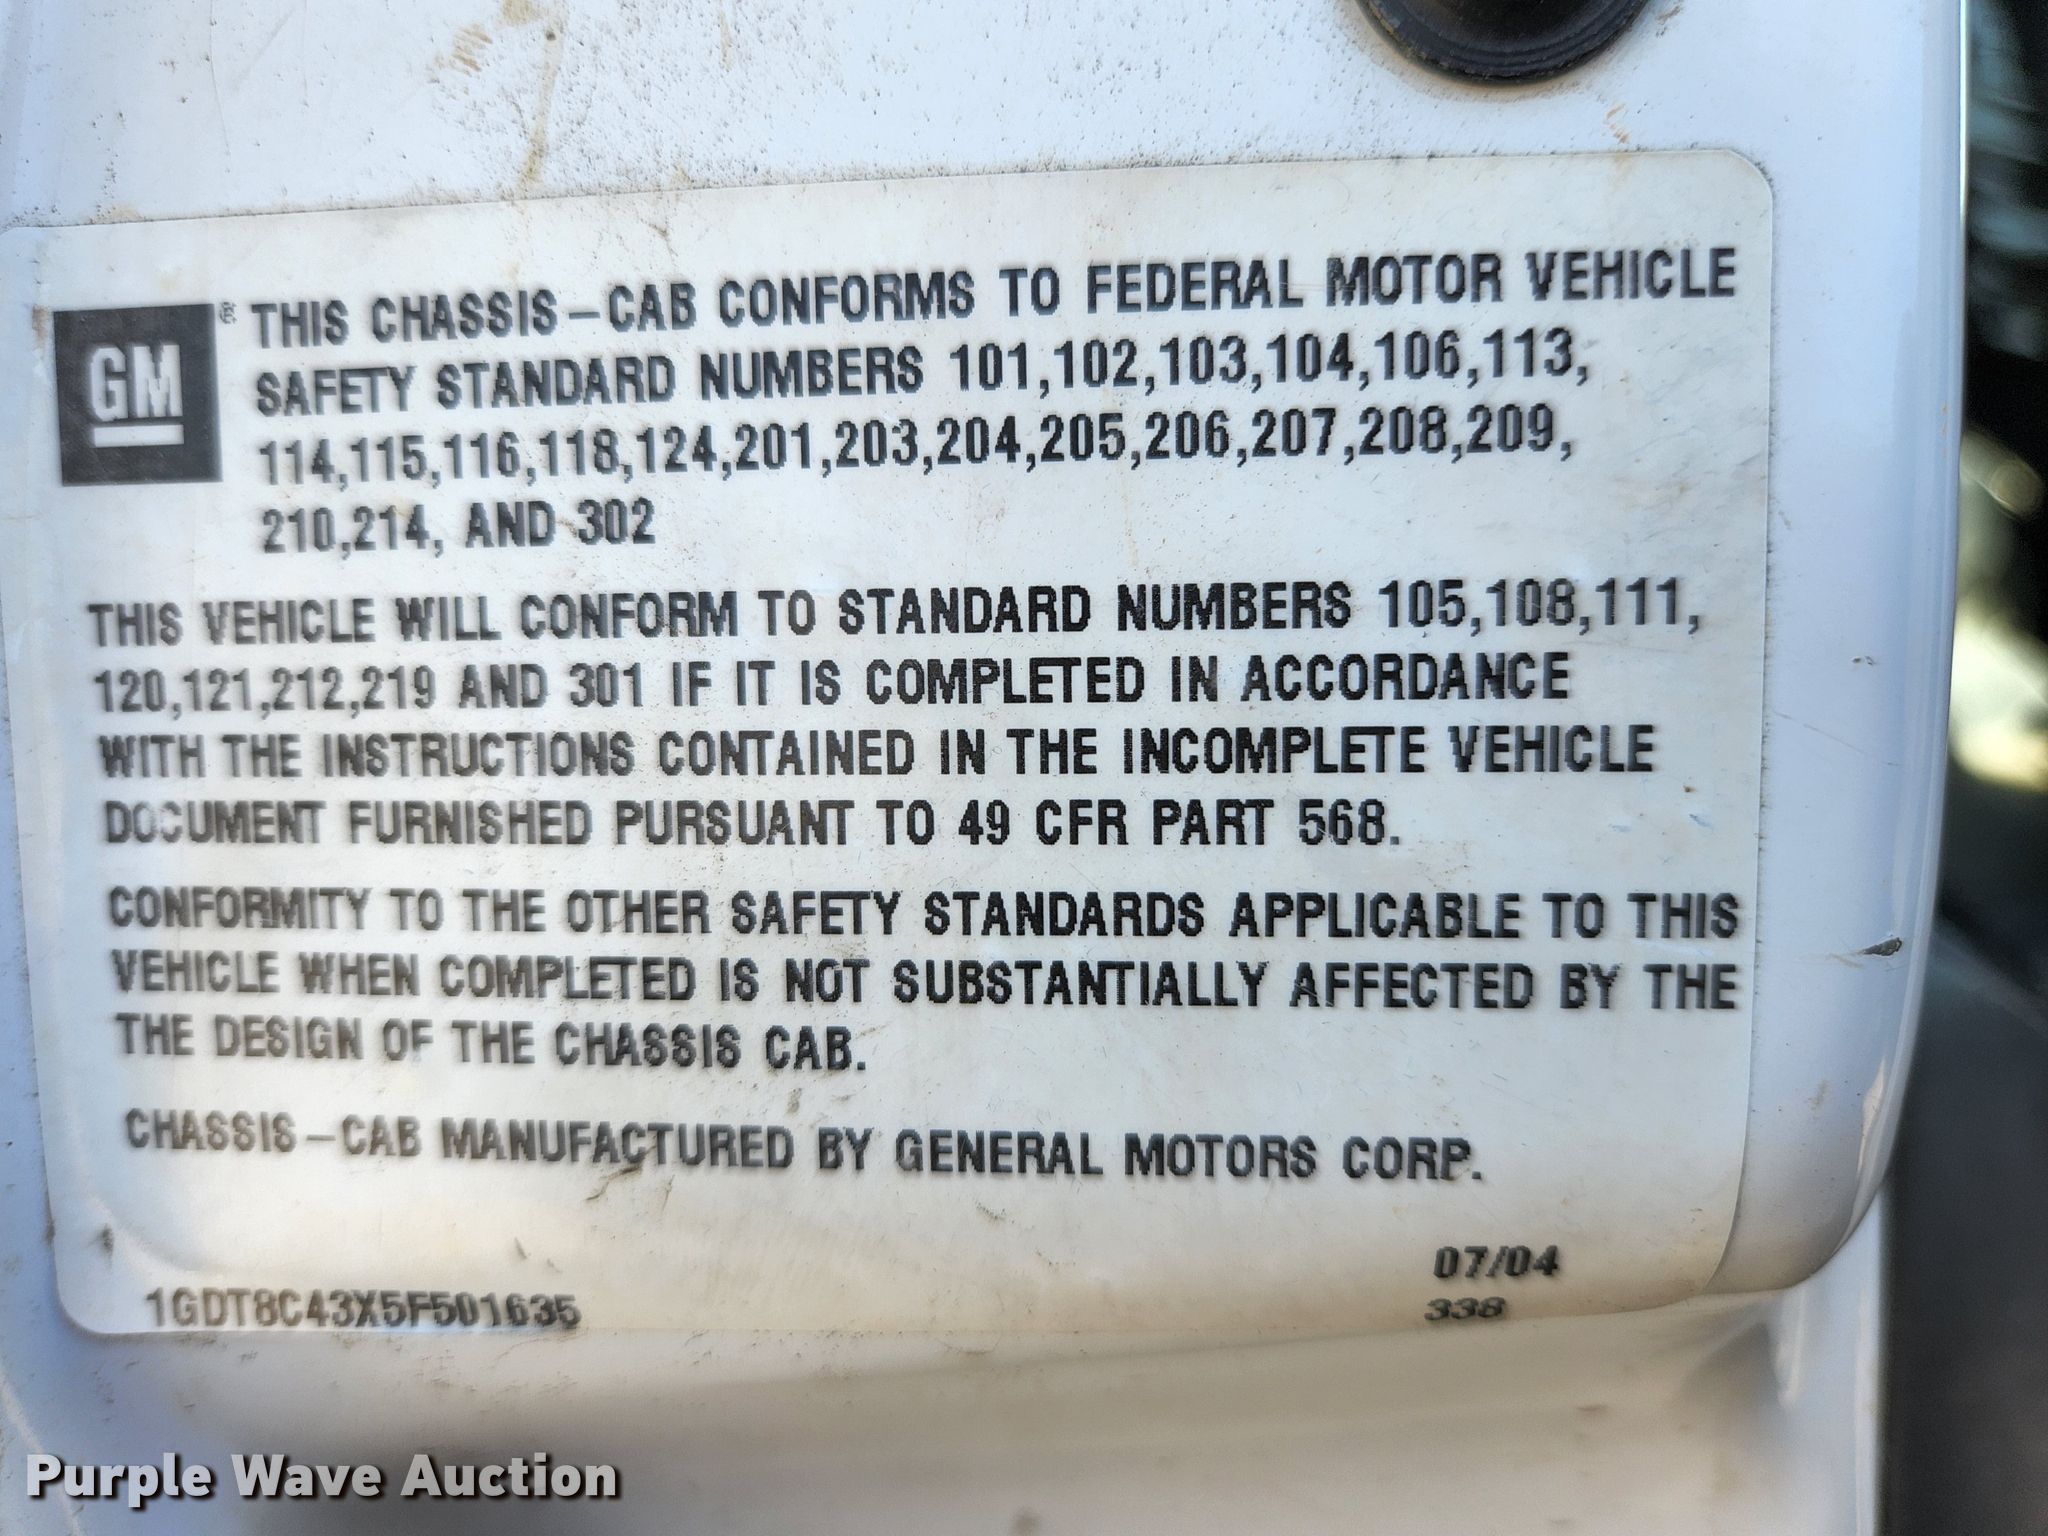 GM ® THIS CHASSIS-CAB CONFORMS TO FEDERAL MOTOR VEHICLE
SAFETY STANDARD NUMBERS 101,102,103,104,106,113,
114,115,116,118,124,201,203,204,205,206,207,208,209,
210,214, AND 302
THIS VEHICLE WILL CONFORM TO STANDARD NUMBERS 105,108,111,
120,121,212,219 AND 301 IF IT IS COMPLETED IN ACCORDANCE
WITH THE INSTRUCTIONS CONTAINED IN THE INCOMPLETE VEHICLE
DOCUMENT FURNISHED PURSUANT TO 49 CFR PART 568.
CONFORMITY TO THE OTHER SAFETY STANDARDS APPLICABLE TO THIS
VEHICLE WHEN COMPLETED IS NOT SUBSTANTIALLY AFFECTED BY THE
THE DESIGN OF THE CHASSIS CAB.
CHASSIS-CAB MANUFACTURED BY GENERAL MOTORS CORP.
07/04
1GDT8C43X5F501635 338
Purple Wave Auction